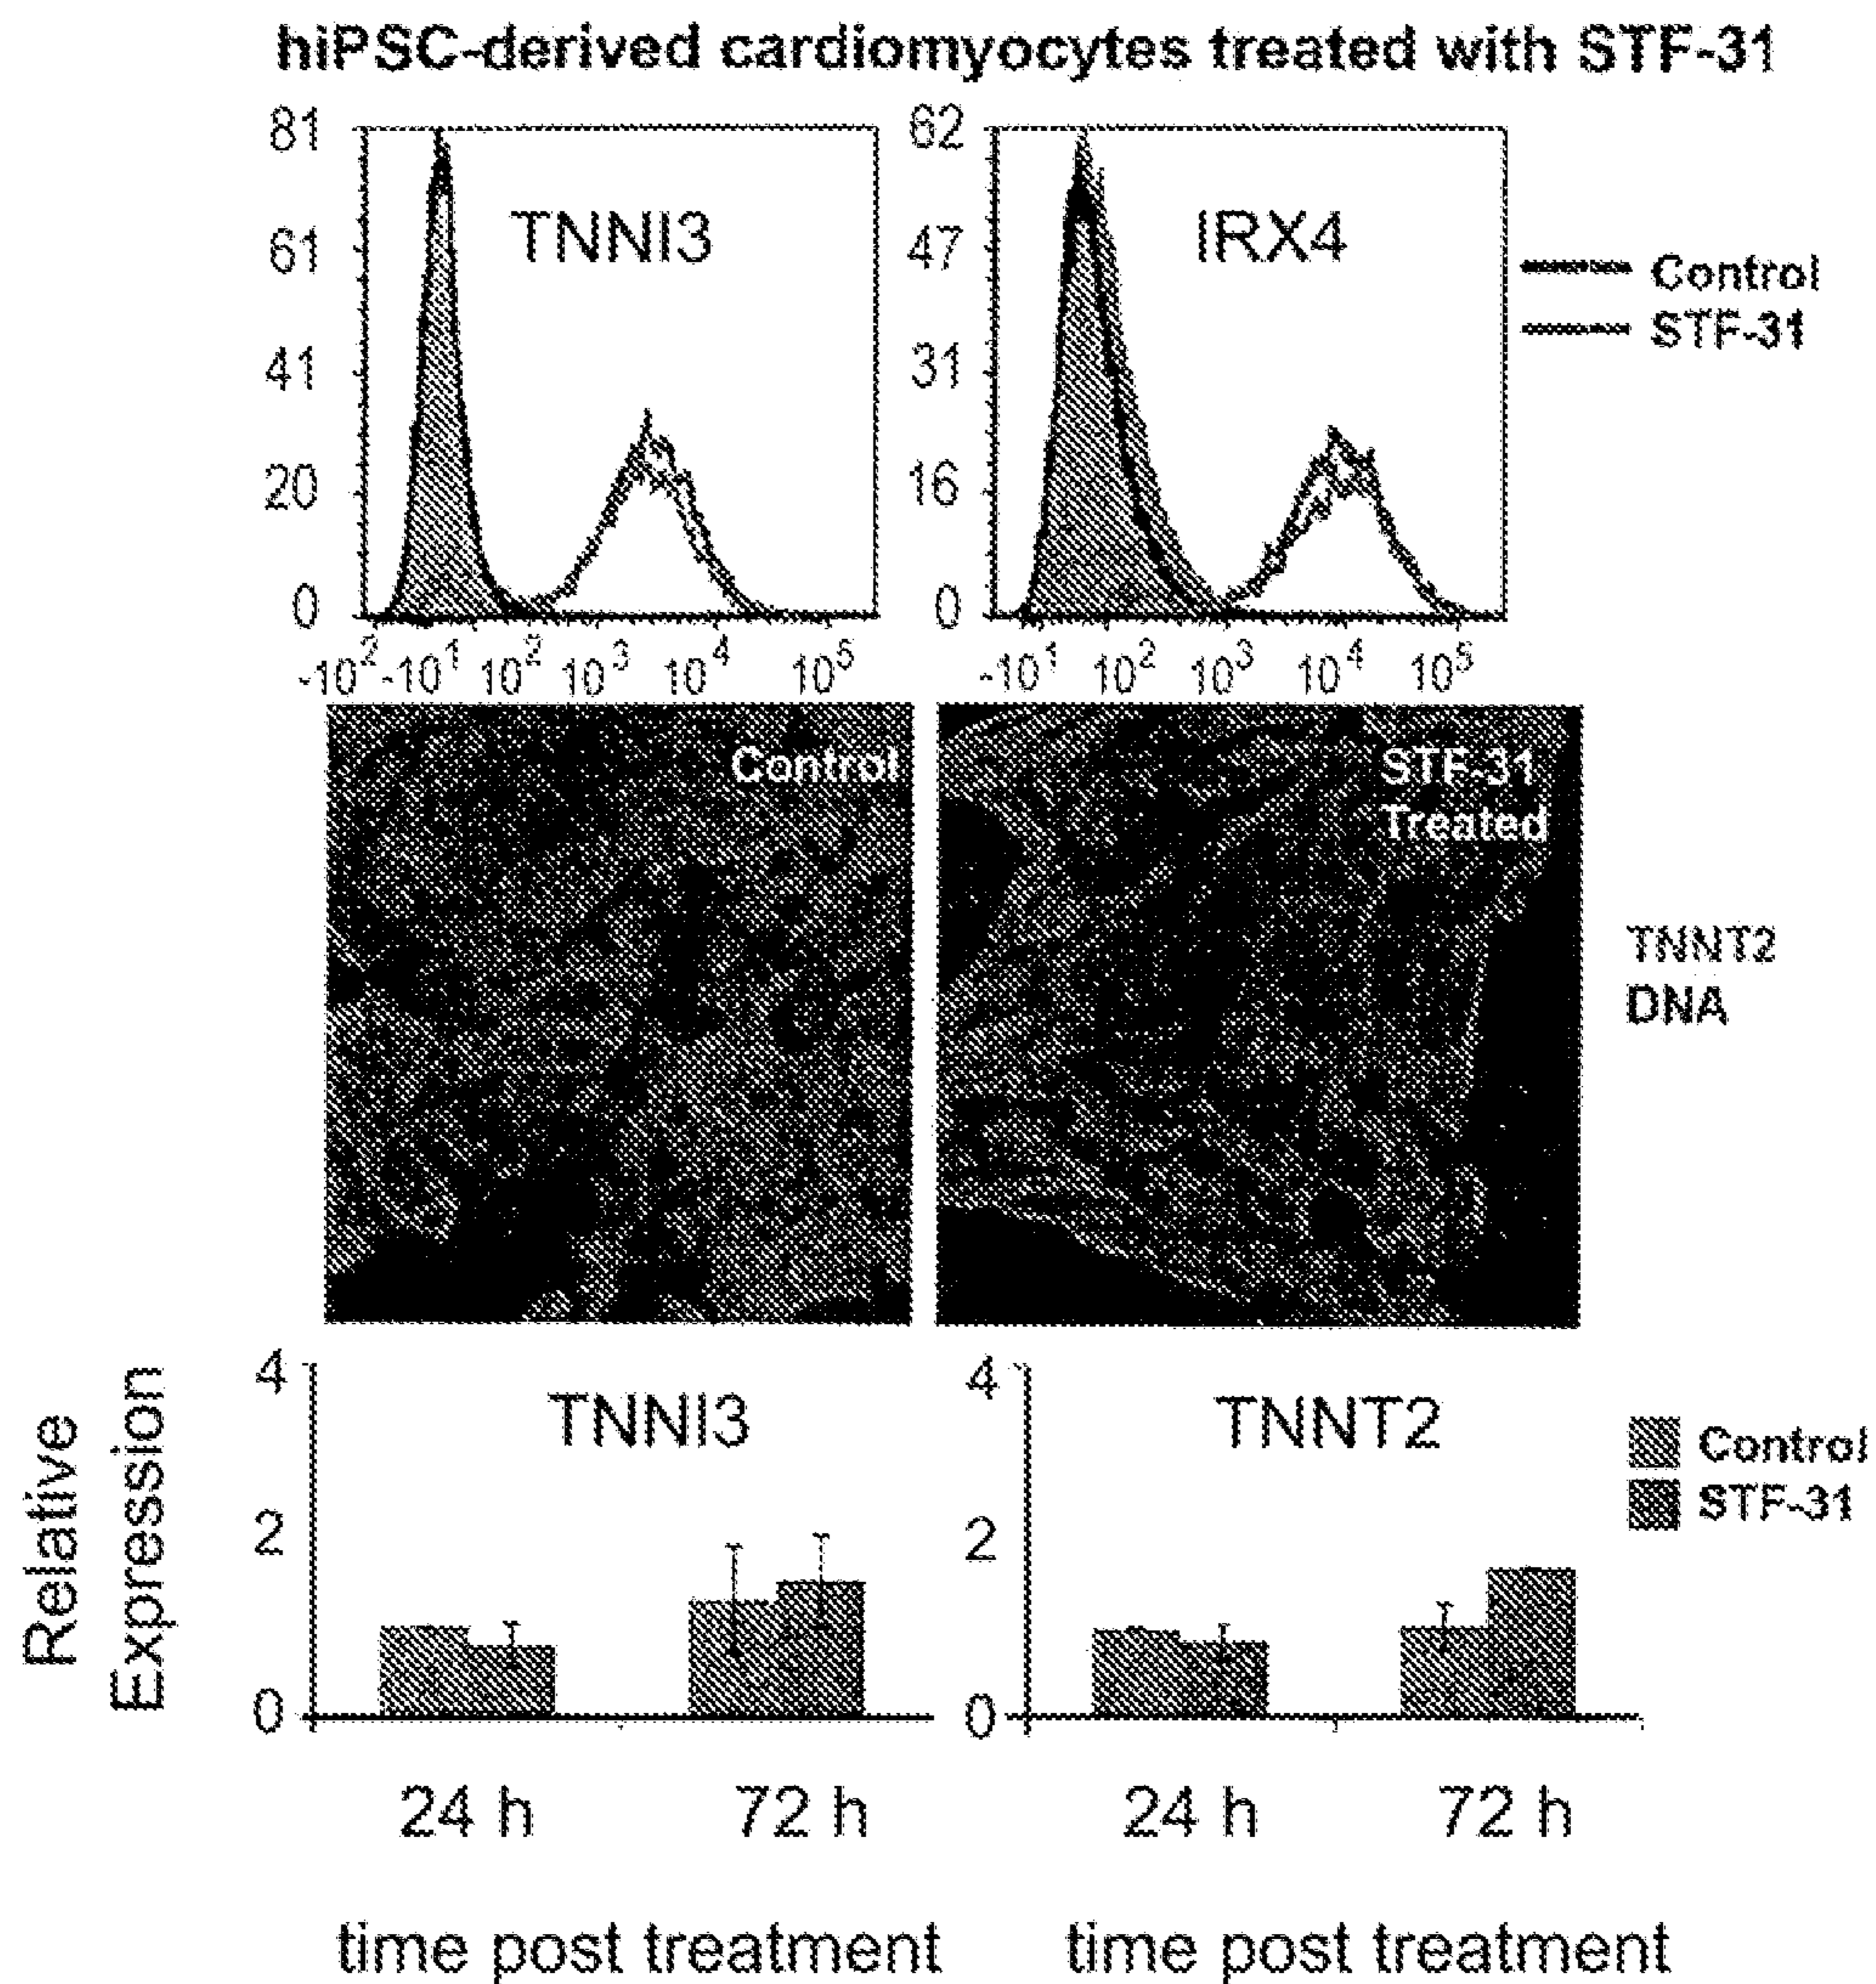 hiPSC-derived cardiomyocytes treated with STF-31
81
61
41
20
0
TNNI3
-10² -10¹ 10² 10³ 10⁴ 10⁵
62
47
31
16
0
IRX4
-10¹ 10² 10³ 10⁴ 10⁵
Control
STF-31
Control
STF-31
Treated
TNNT2
DNA
Relative
Expression
4
2
0
TNNI3
24 h 72 h
time post treatment
4
2
0
TNNT2
24 h 72 h
time post treatment
Control
STF-31